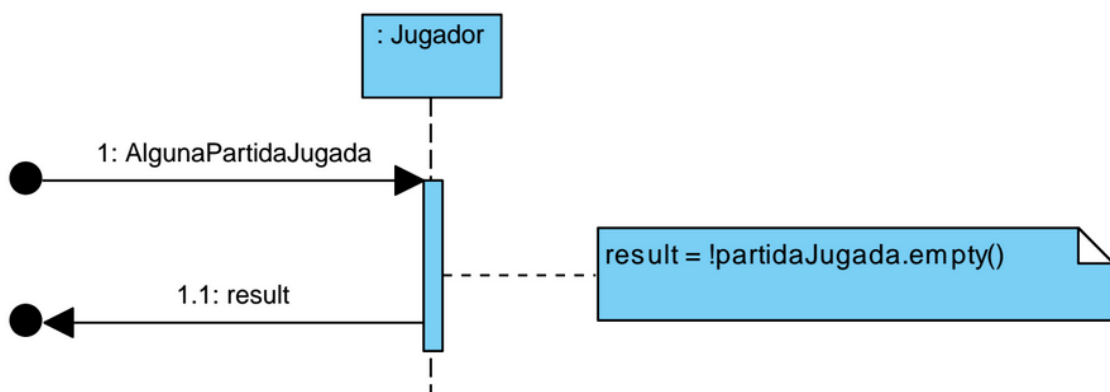 : Jugador
1: AlgunaPartidaJugada
result = !partidaJugada.empty()
1.1: result